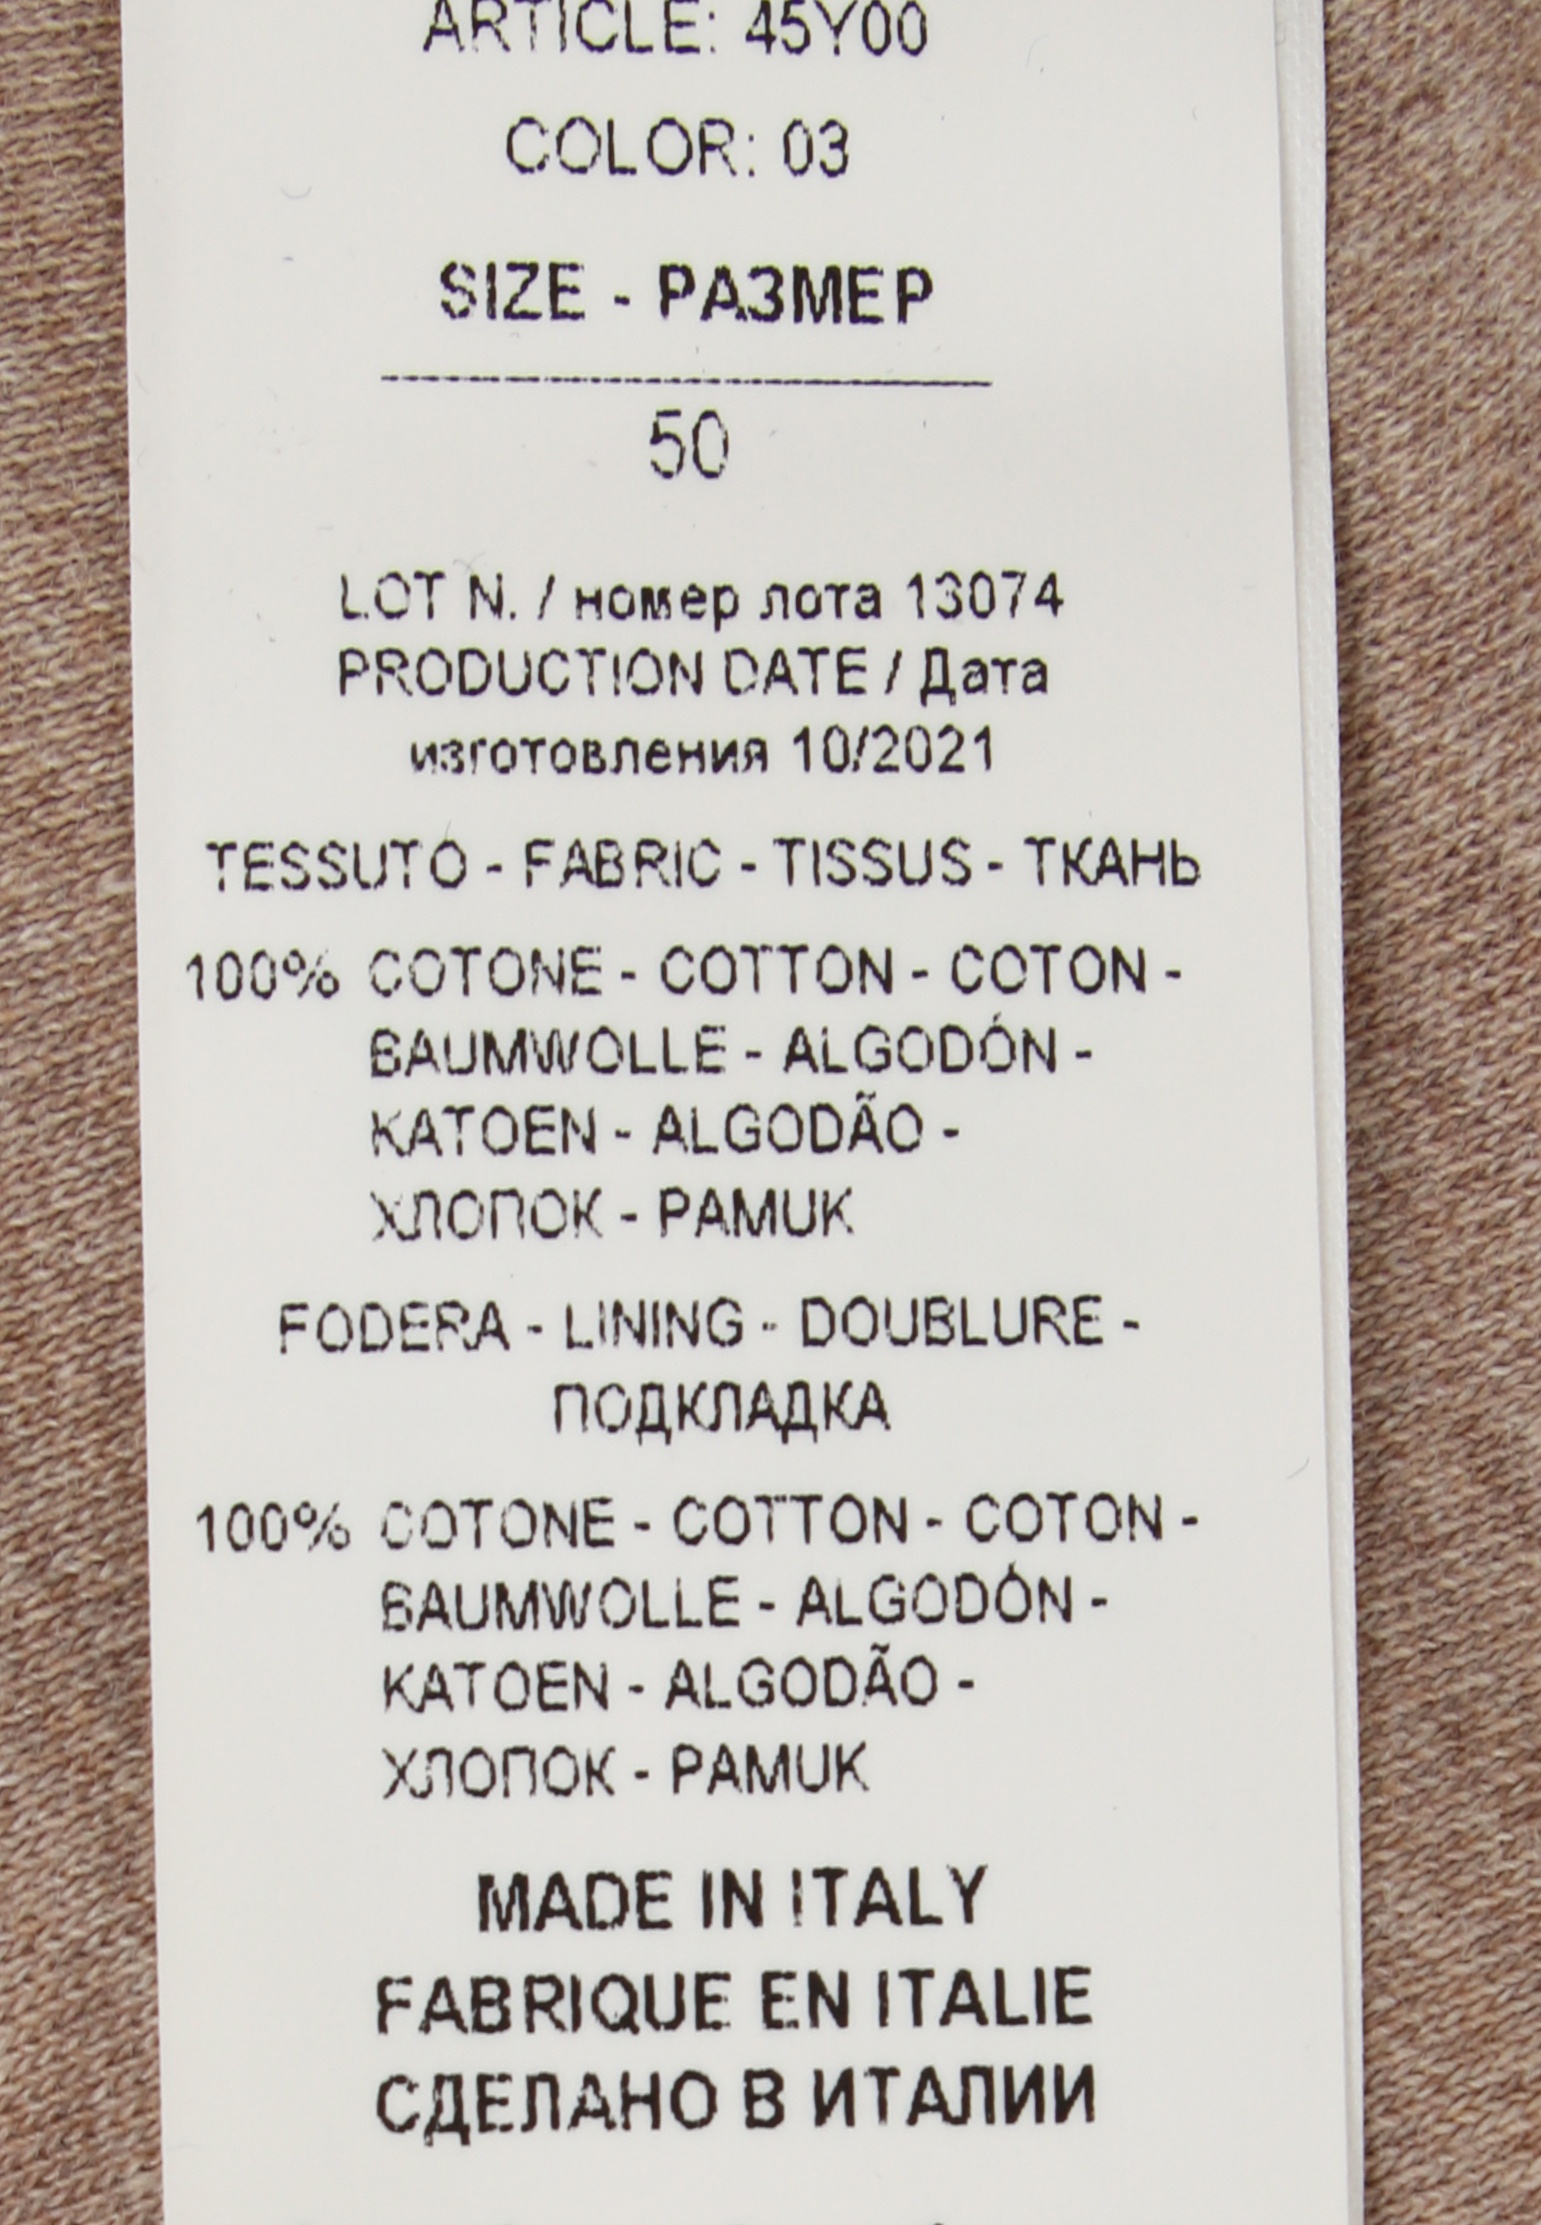 ARTICLE: 45Y00
COLOR: 03
SIZE - РАЗМЕР
50
LOT N. / номер лота 13074
PRODUCTION DATE / Дата
изготовления 10/2021
TESSUTO - FABRIC - TISSUS - ТКАНЬ
100% COTONE - COTTON - COTON -
BAUMWOLLE - ALGODÓN -
KATOEN - ALGODÃO -
ХЛОПОК - PAMUK
FODERA - LINING - DOUBLURE -
ПОДКЛАДКА
100% COTONE - COTTON - COTON -
BAUMWOLLE - ALGODÓN -
KATOEN - ALGODÃO -
ХЛОПОК - PAMUK
MADE IN ITALY
FABRIQUE EN ITALIE
СДЕЛАНО В ИТАЛИИ